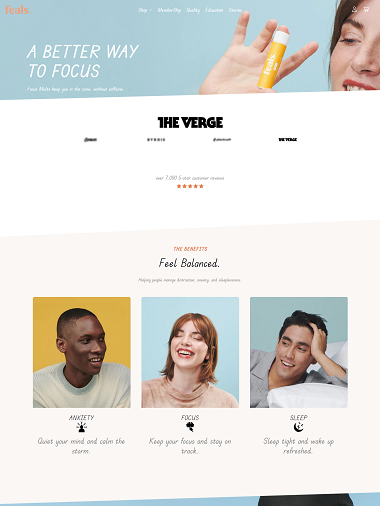 feals.
Shop MemberShip Quality Education Stories
A BETTER WAY
TO FOCUS
Focus Melts keep you in the zone, without caffeine.
feals
THE VERGE
HYBRID
THE VERGE
over 7,000 5-star customer reviews
THE BENEFITS
Feel Balanced.
Helping people manage distraction, anxiety, and sleeplessness.
ANXIETY
FOCUS
SLEEP
Quiet your mind and calm the
storm.
Keep your focus and stay on
track.
Sleep tight and wake up
refreshed.